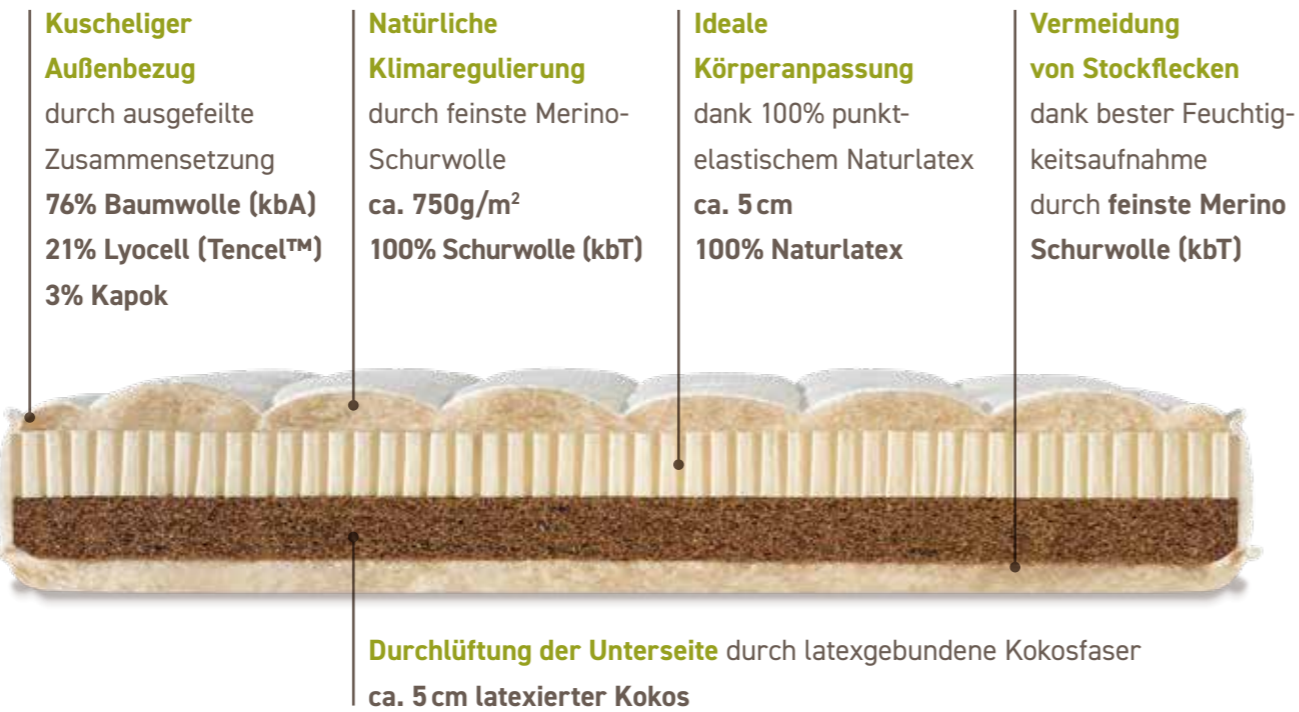 Kuscheliger
Außenbezug
durch ausgefeilte
Zusammensetzung
76% Baumwolle (kbA)
21% Lyocell (Tencel™)
3% Kapok
Natürliche
Klimaregulierung
durch feinste Merino-
Schurwolle
ca. 750g/m²
100% Schurwolle (kbT)
Ideale
Körperanpassung
dank 100% punkt-
elastischem Naturlatex
ca. 5 cm
100% Naturlatex
Vermeidung
von Stockflecken
dank bester Feuchtig-
keitsaufnahme
durch feinste Merino
Schurwolle (kbT)
Durchlüftung der Unterseite durch latexgebundene Kokosfaser
ca. 5 cm latexierter Kokos